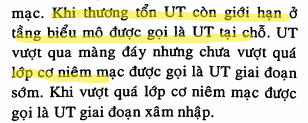 mạc. Khi thương tổn UT còn giới hạn ở
tầng biểu mô được gọi là UT tại chỗ. UT
vượt qua màng đáy nhưng chưa vượt quá
lớp cơ niêm mạc được gọi là UT giai đoạn
sớm. Khi vượt quá lớp cơ niêm mạc được
gọi là UT giai đoạn xâm nhập.